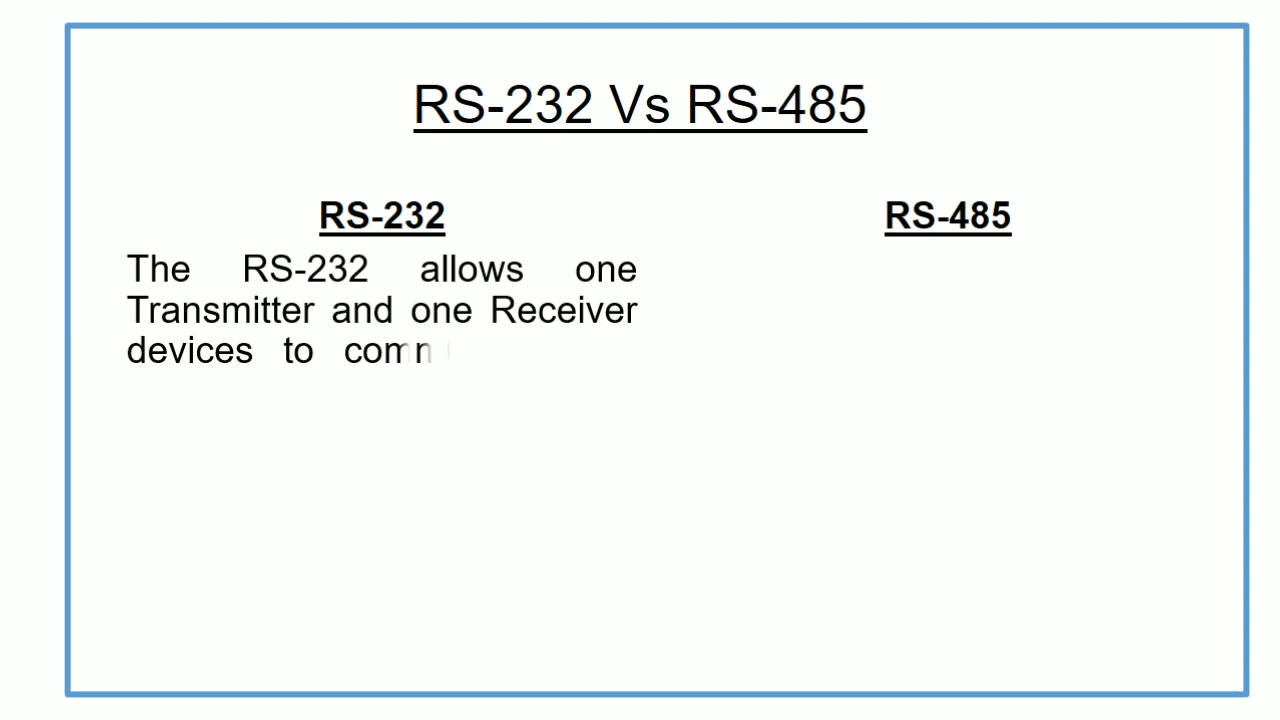 RS-232 Vs RS-485
RS-232
RS-485
The RS-232 allows one
Transmitter and one Receiver
devices to